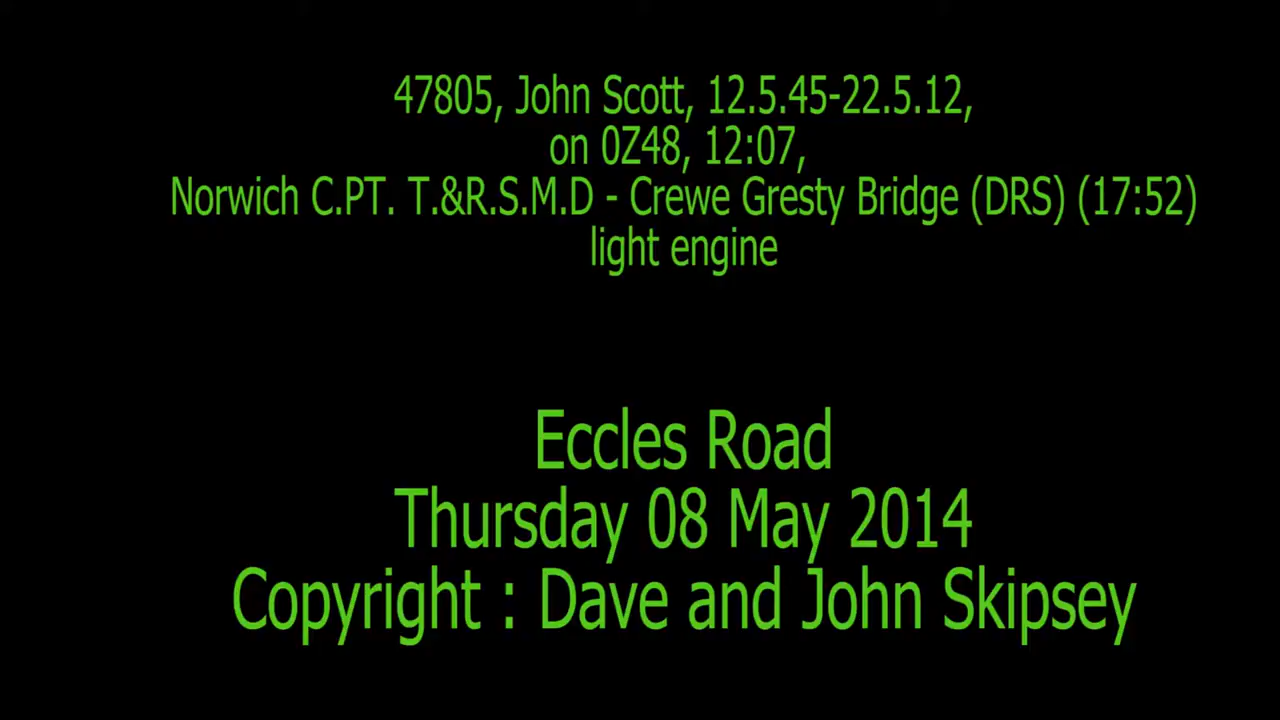 47805, John Scott, 12.5.45-22.5.12,
on 0Z48, 12:07,
Norwich C.PT. T.&R.S.M.D - Crewe Gresty Bridge (DRS) (17:52)
light engine
Eccles Road
Thursday 08 May 2014
Copyright : Dave and John Skipsey